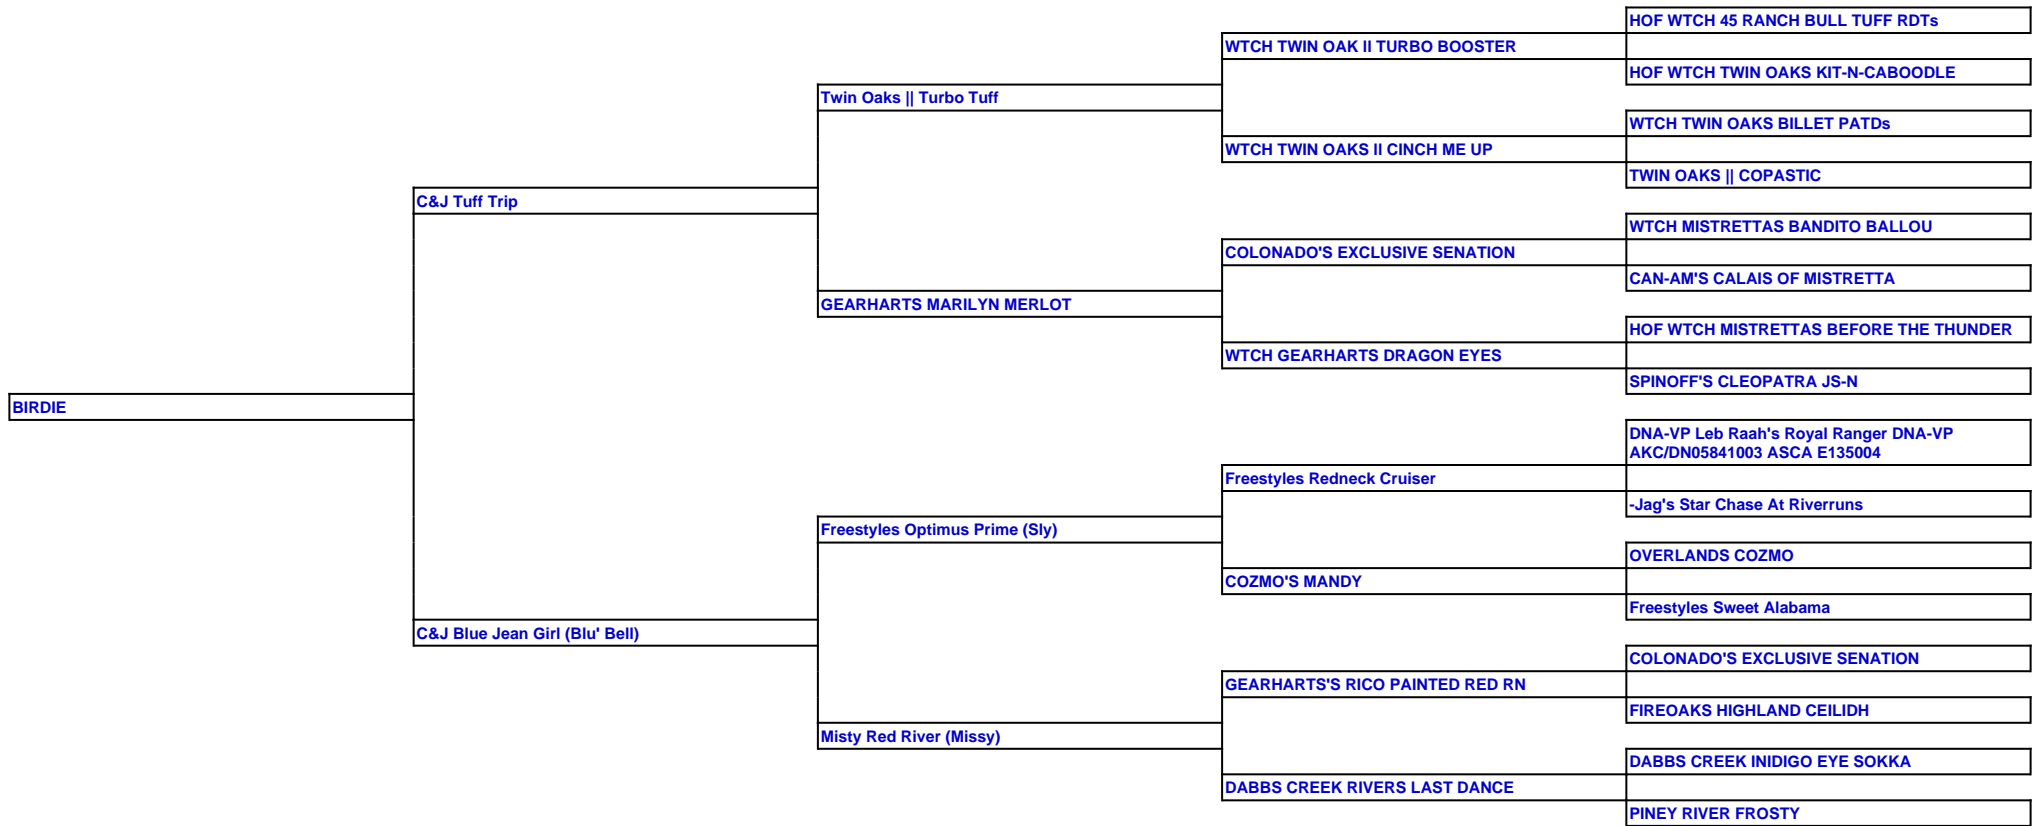 HOF WTCH 45 RANCH BULL TUFF RDTs
WTCH TWIN OAK II TURBO BOOSTER
HOF WTCH TWIN OAKS KIT-N-CABOODLE
Twin Oaks || Turbo Tuff
WTCH TWIN OAKS BILLET PATDs
WTCH TWIN OAKS II CINCH ME UP
TWIN OAKS || COPASTIC
C&J Tuff Trip
WTCH MISTRETTAS BANDITO BALLOU
COLONADO'S EXCLUSIVE SENATION
CAN-AM'S CALAIS OF MISTRETTA
GEARHARTS MARILYN MERLOT
HOF WTCH MISTRETTAS BEFORE THE THUNDER
WTCH GEARHARTS DRAGON EYES
SPINOFF'S CLEOPATRA JS-N
BIRDIE
DNA-VP Leb Raah's Royal Ranger DNA-VP
AKC/DN05841003 ASCA E135004
Freestyles Redneck Cruiser
-Jag's Star Chase At Riverruns
Freestyles Optimus Prime (Sly)
OVERLANDS COZMO
COZMO'S MANDY
Freestyles Sweet Alabama
C&J Blue Jean Girl (Blu' Bell)
COLONADO'S EXCLUSIVE SENATION
GEARHARTS'S RICO PAINTED RED RN
FIREOAKS HIGHLAND CEILIDH
Misty Red River (Missy)
DABBS CREEK INIDIGO EYE SOKKA
DABBS CREEK RIVERS LAST DANCE
PINEY RIVER FROSTY